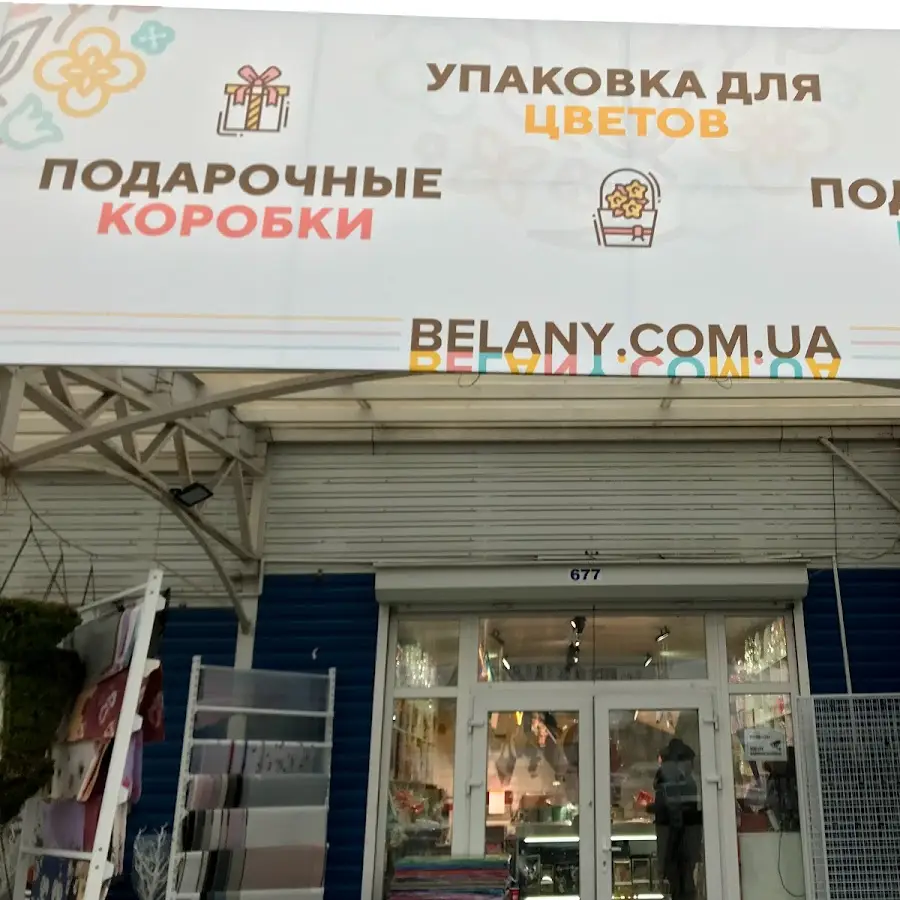 УПАКОВКА ДЛЯ
ЦВЕТОВ
ПОДАРОЧНЫЕ
КОРОБКИ
BELANY.COM.UA
677